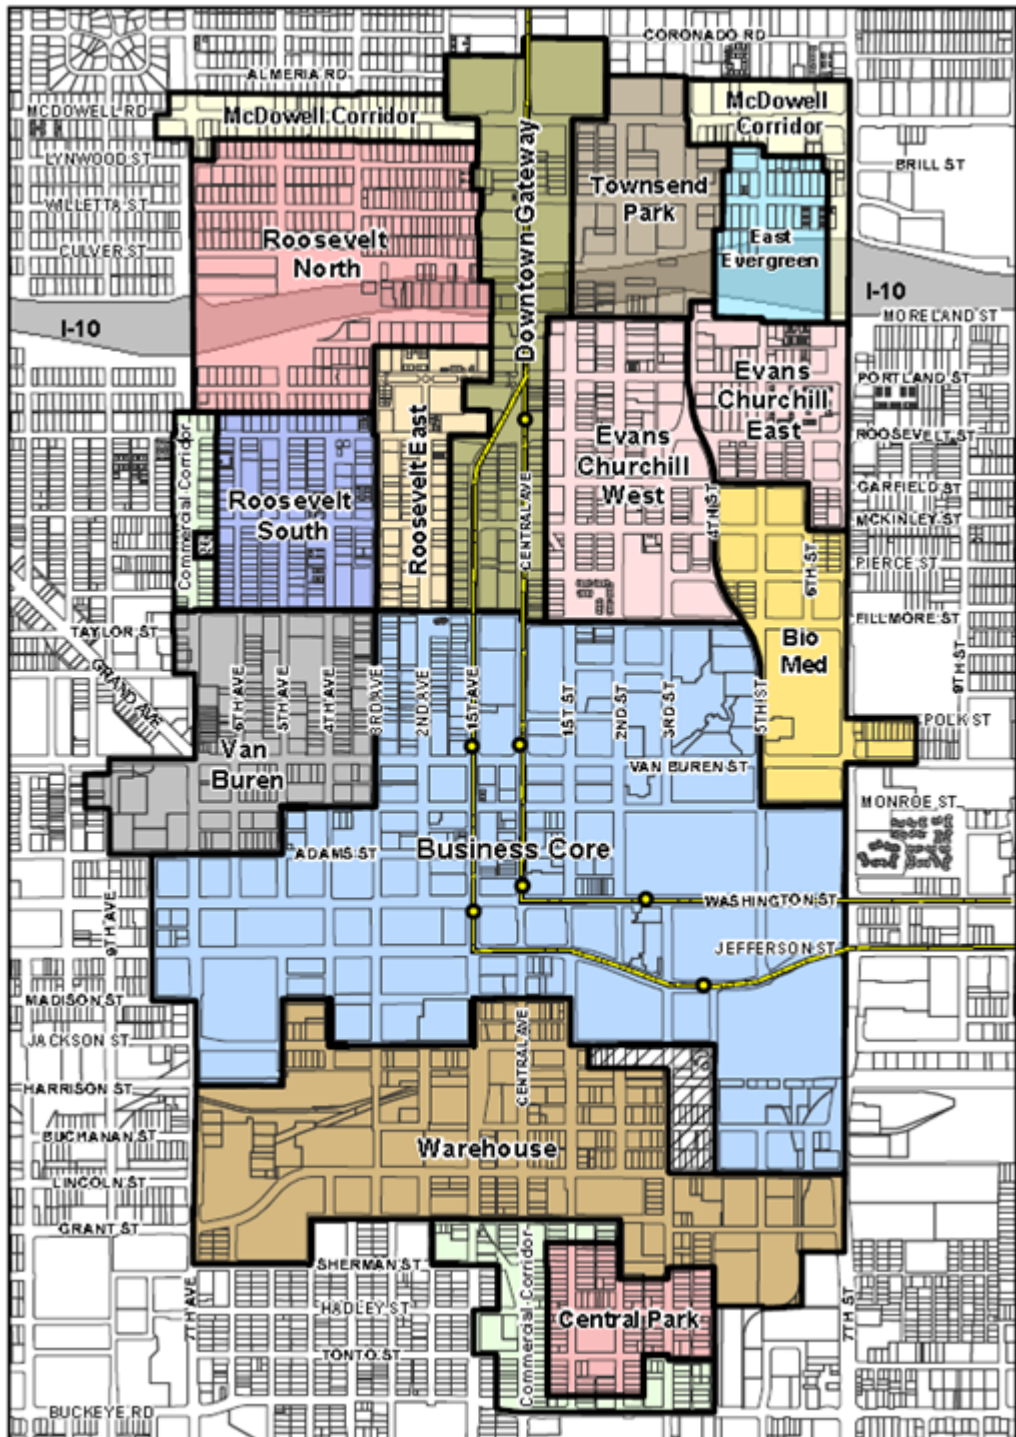 CORONADO RD
ALMERIA RD
MCDOWELL RD
McDowell Corridor
McDowell
Corridor
LYNWOOD ST
BRILL ST
WILLETTA ST
Townsend
Park
Downtown Gateway
CULVER ST
Roosevelt
North
East
Evergreen
I-10
I-10
MORELAND ST
Evans
Churchill
East
PORTLAND ST
ROOSEVELT ST
Commercial Corridor
Roosevelt East
Evans
Churchill
West
Roosevelt
South
CENTRAL AVE
4TH ST
GARFIELD ST
MCKINLEY ST
6TH ST
PIERCE ST
FILLMORE ST
TAYLOR ST
GRAND AVE
Bio
Med
9TH ST
6TH AVE
5TH AVE
4TH AVE
3RD AVE
2ND AVE
1ST AVE
1ST ST
2ND ST
3RD ST
5TH ST
POLK ST
Van
Buren
VAN BUREN ST
MONROE ST
ADAMS ST
Business Core
9TH AVE
WASHINGTON ST
JEFFERSON ST
MADISON ST
JACKSON ST
CENTRAL AVE
HARRISON ST
BUCHANAN ST
Warehouse
LINCOLN ST
GRANT ST
SHERMAN ST
Commercial Corridor
7TH AVE
HADLEY ST
Central Park
7TH ST
TONTO ST
BUCKEYE RD